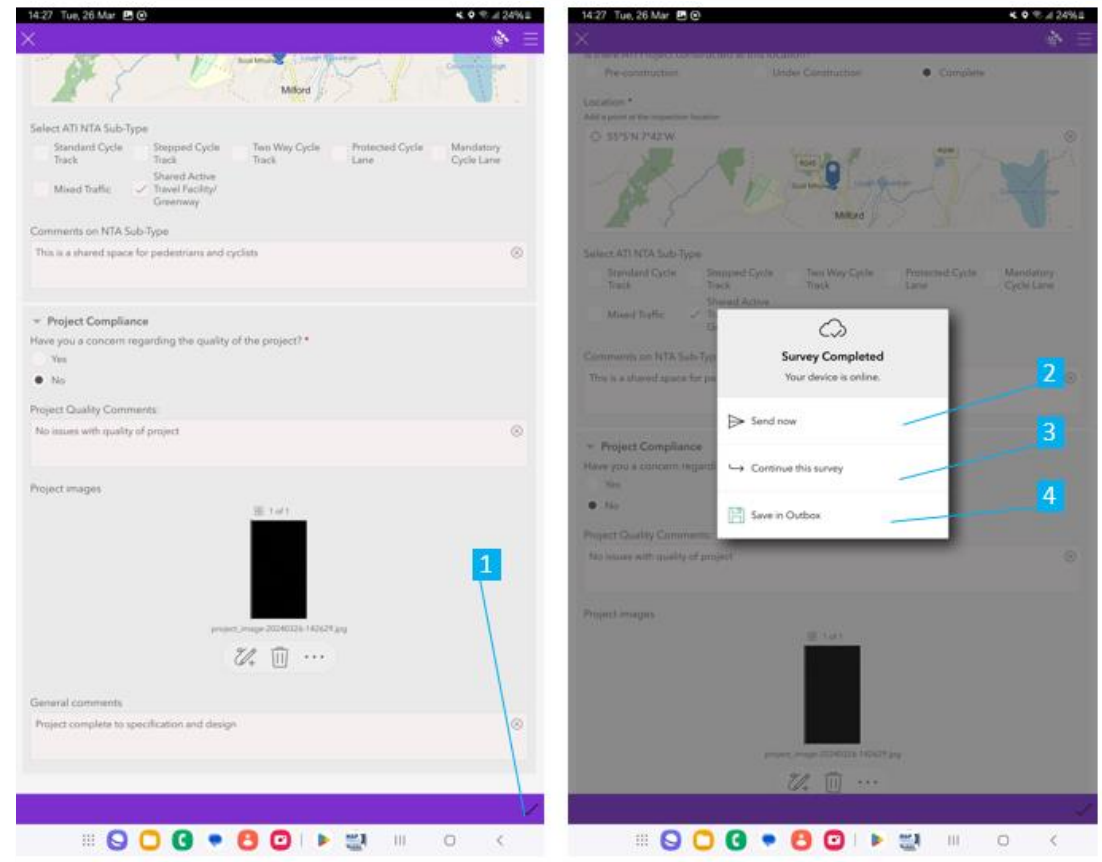 14:27 Tue, 26 Mar
24%
Milford
Select ATI NTA Sub-Type
Standard Cycle Track
Stepped Cycle Track
Two Way Cycle Track
Protected Cycle Lane
Mandatory Cycle Lane
Mixed Traffic
Shared Active Travel Facility/ Greenway
Comments on NTA Sub-Type
This is a shared space for pedestrians and cyclists
Project Compliance
Have you a concern regarding the quality of the project? *
Yes
No
Project Quality Comments:
No issues with quality of project
Project images
1 of 1
1
General comments
Project complete to specification and design
14:27 Tue, 26 Mar
24%
Pre-construction
Under Construction
Complete
Location *
Add a point at the inspection location
55°5'N 7°42'W
Milford
Select ATI NTA Sub-Type
Standard Cycle Track
Stepped Cycle Track
Two Way Cycle Track
Protected Cycle Lane
Mandatory Cycle Lane
Mixed Traffic
Shared Active
Comments on NTA Sub-Typ
This is a shared space for pe
Survey Completed
Your device is online.
Send now
Continue this survey
Save in Outbox
2
3
4
Project Compliance
Have you a concern regard
Yes
No
Project Quality Comments:
No issues with quality of project
Project images
1 of 1